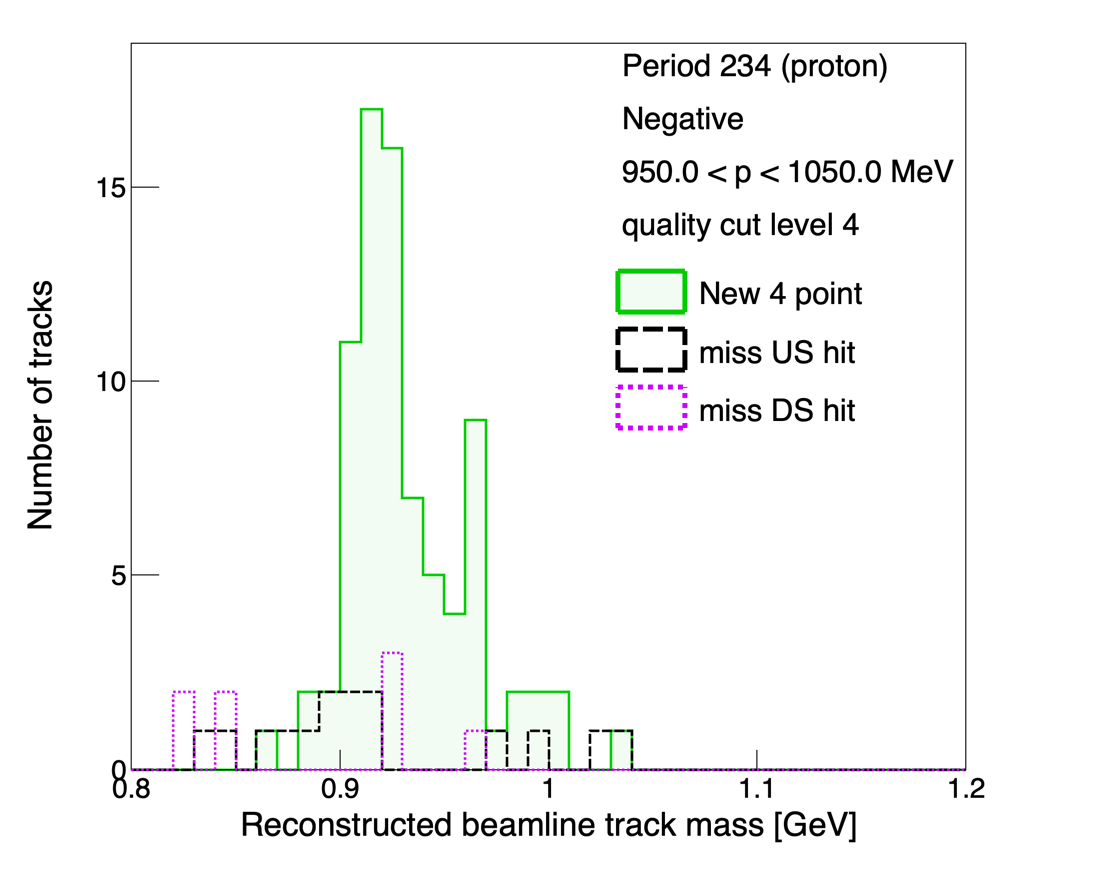 Period 234 (proton)
Negative
950.0 < p < 1050.0 MeV
quality cut level 4
New 4 point
miss US hit
miss DS hit
Number of tracks
15
10
5
0
0.8
0.9
1
1.1
1.2
Reconstructed beamline track mass [GeV]